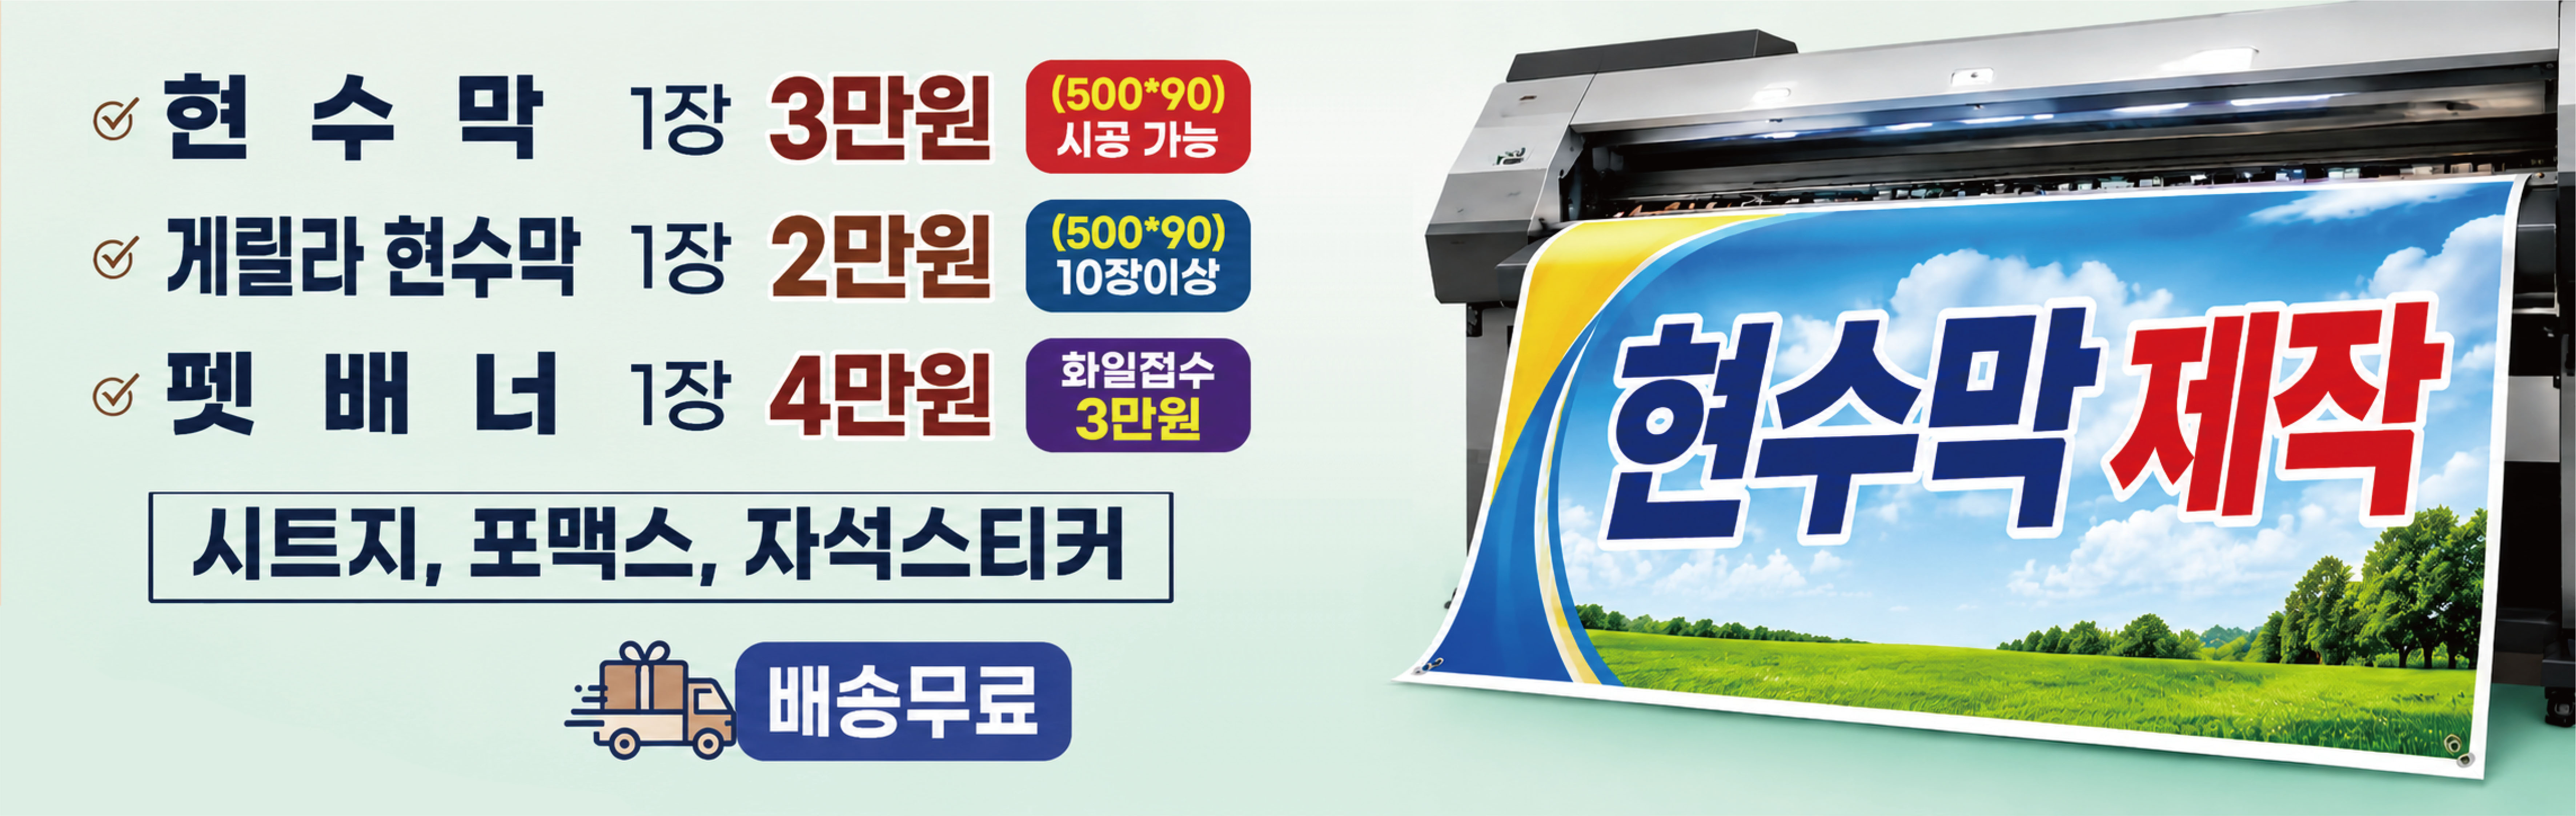 현수막 1장 3만원 (500*90) 시공 가능
게릴라 현수막 1장 2만원 (500*90) 10장이상
펫배너 1장 4만원 화일접수 3만원
시트지, 포맥스, 자석스티커
배송무료
현수막 제작